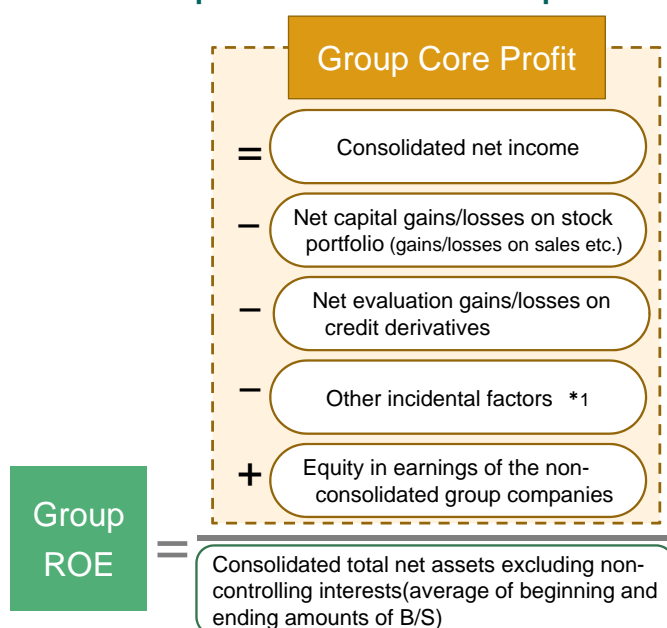 Group Core Profit
= Consolidated net income
− Net capital gains/losses on stock
portfolio (gains/losses on sales etc.)
− Net evaluation gains/losses on
credit derivatives
− Other incidental factors *1
+ Equity in earnings of the non-
consolidated group companies
Group
ROE
=
Consolidated total net assets excluding non-
controlling interests(average of beginning and
ending amounts of B/S)